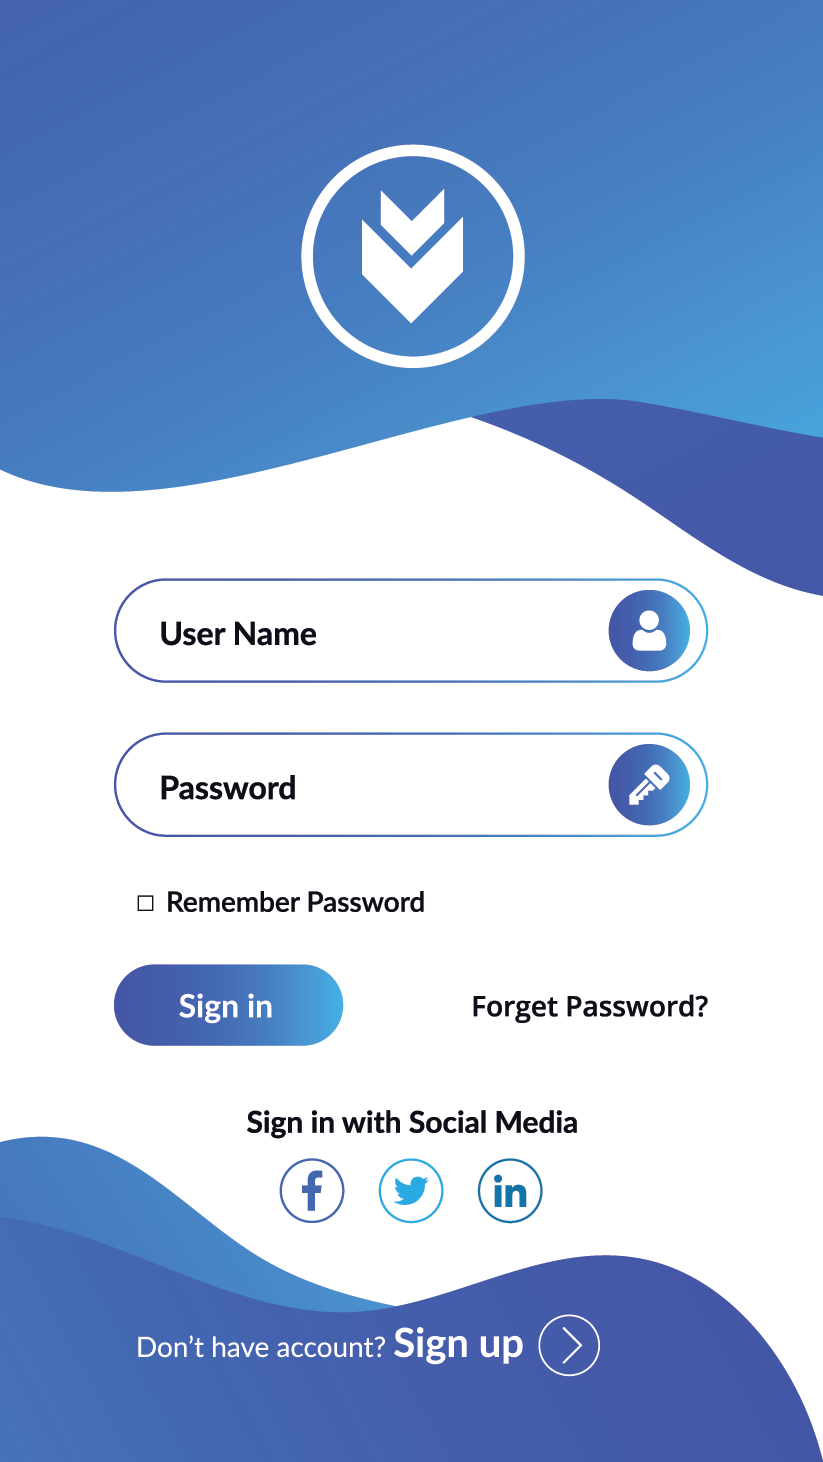 User Name
Password
Remember Password
Sign in
Forget Password?
Sign in with Social Media
f
in
Don’t have account? Sign up